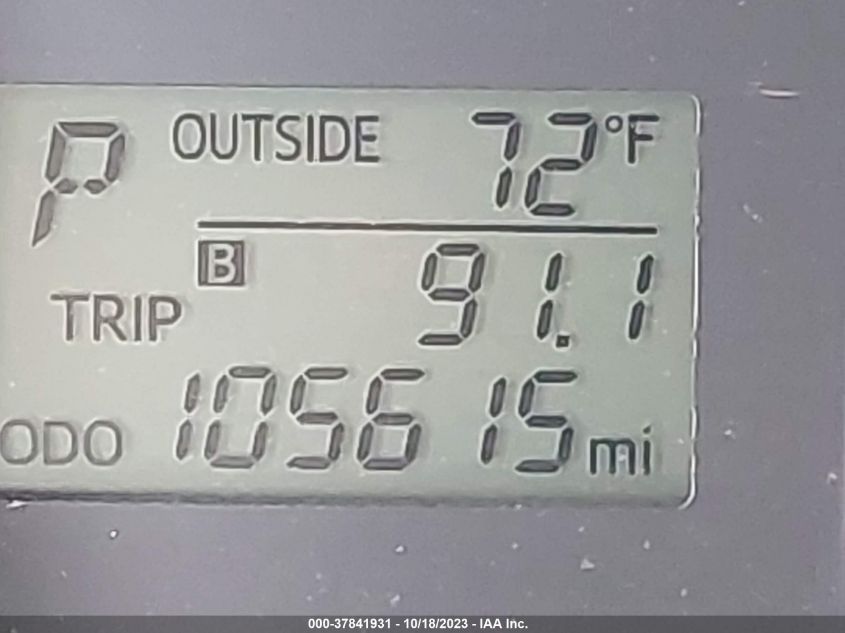 P OUTSIDE 72°F
B
TRIP 91.1
ODO 105615 mi
000-37841931 - 10/18/2023 - IAA Inc.